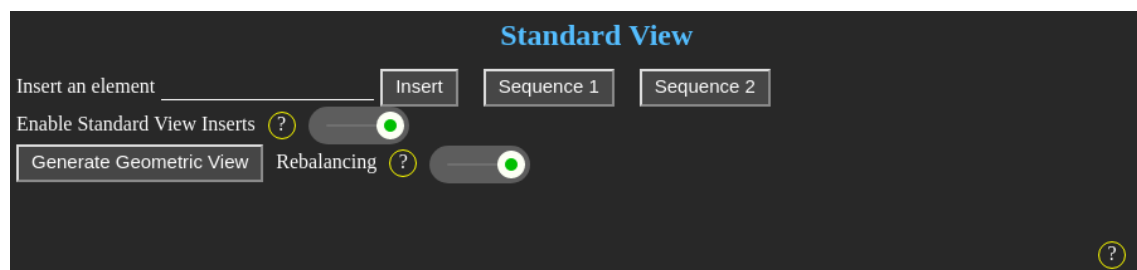 Standard View
Insert an element Insert Sequence 1 Sequence 2
Enable Standard View Inserts ?
Generate Geometric View Rebalancing ?
?